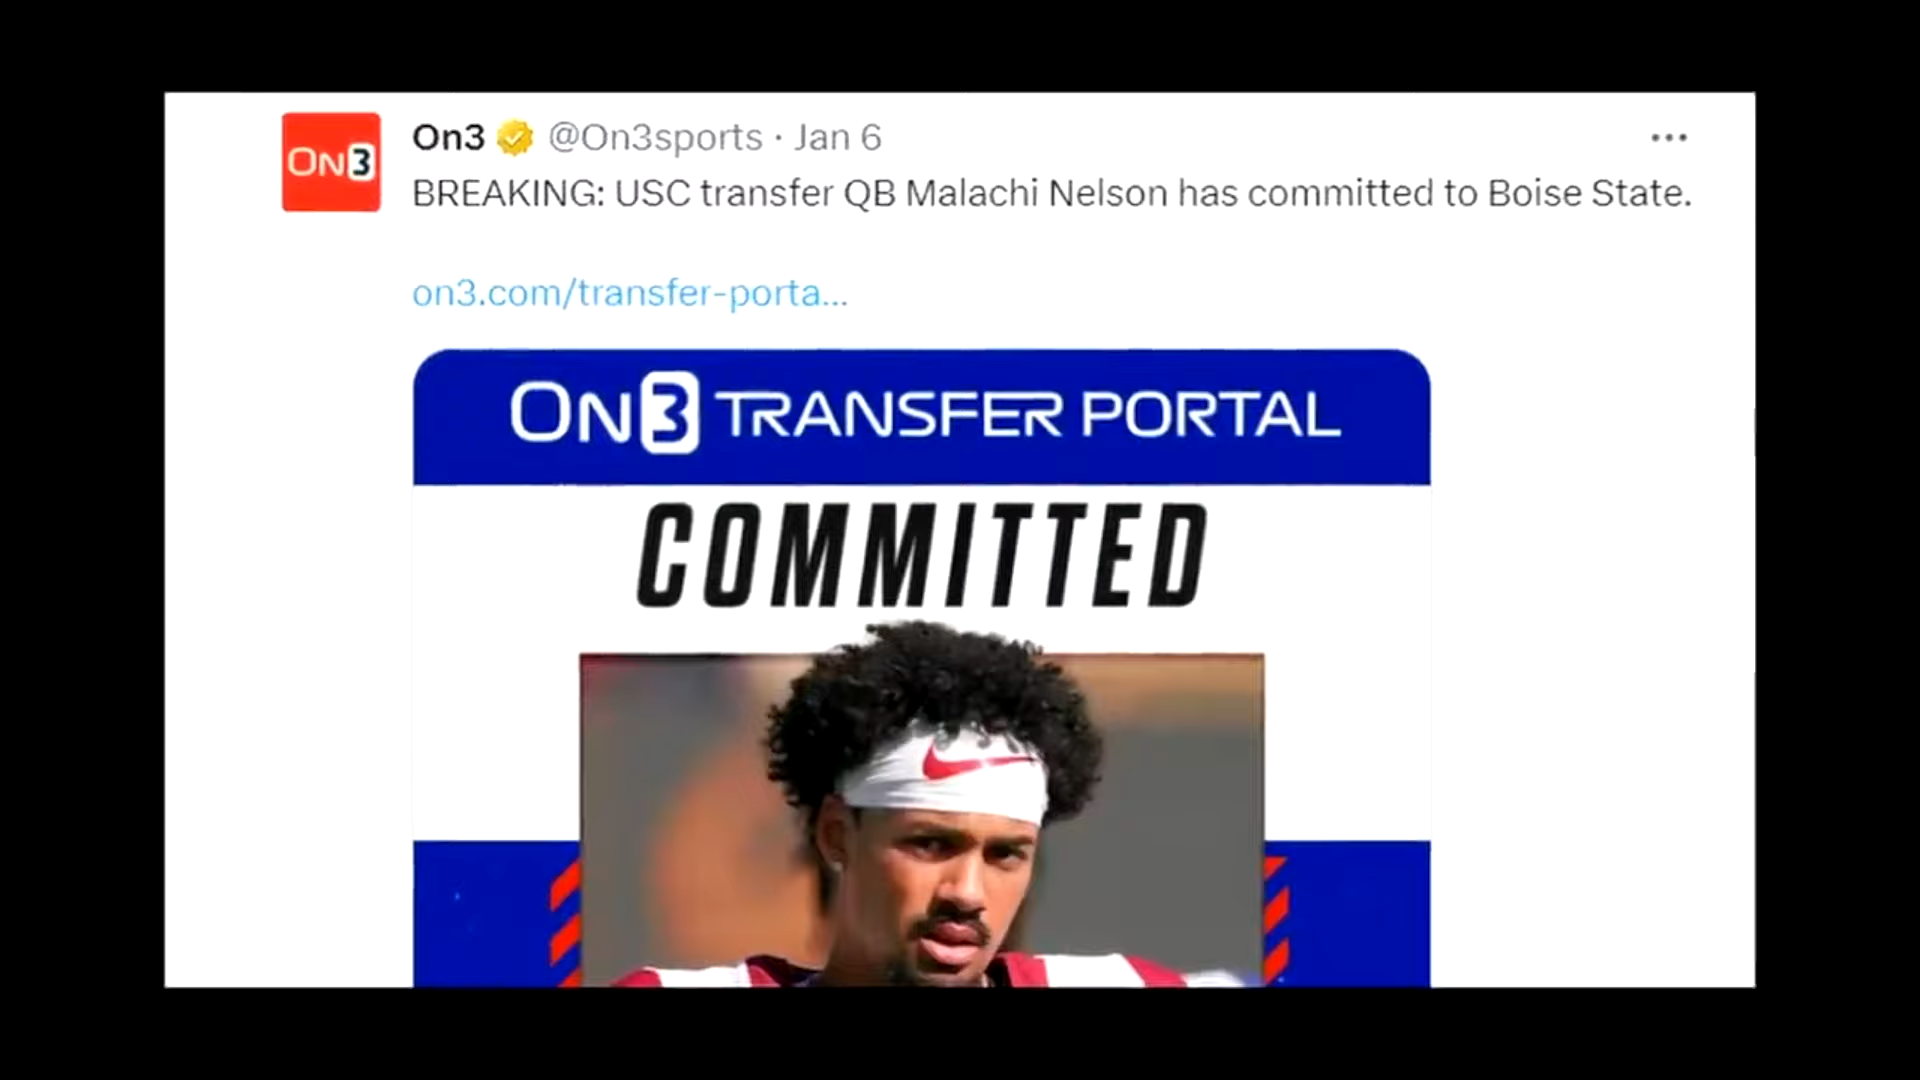 ON3
On3 @On3sports · Jan 6
BREAKING: USC transfer QB Malachi Nelson has committed to Boise State.
on3.com/transfer-porta...
ON3 TRANSFER PORTAL
COMMITTED